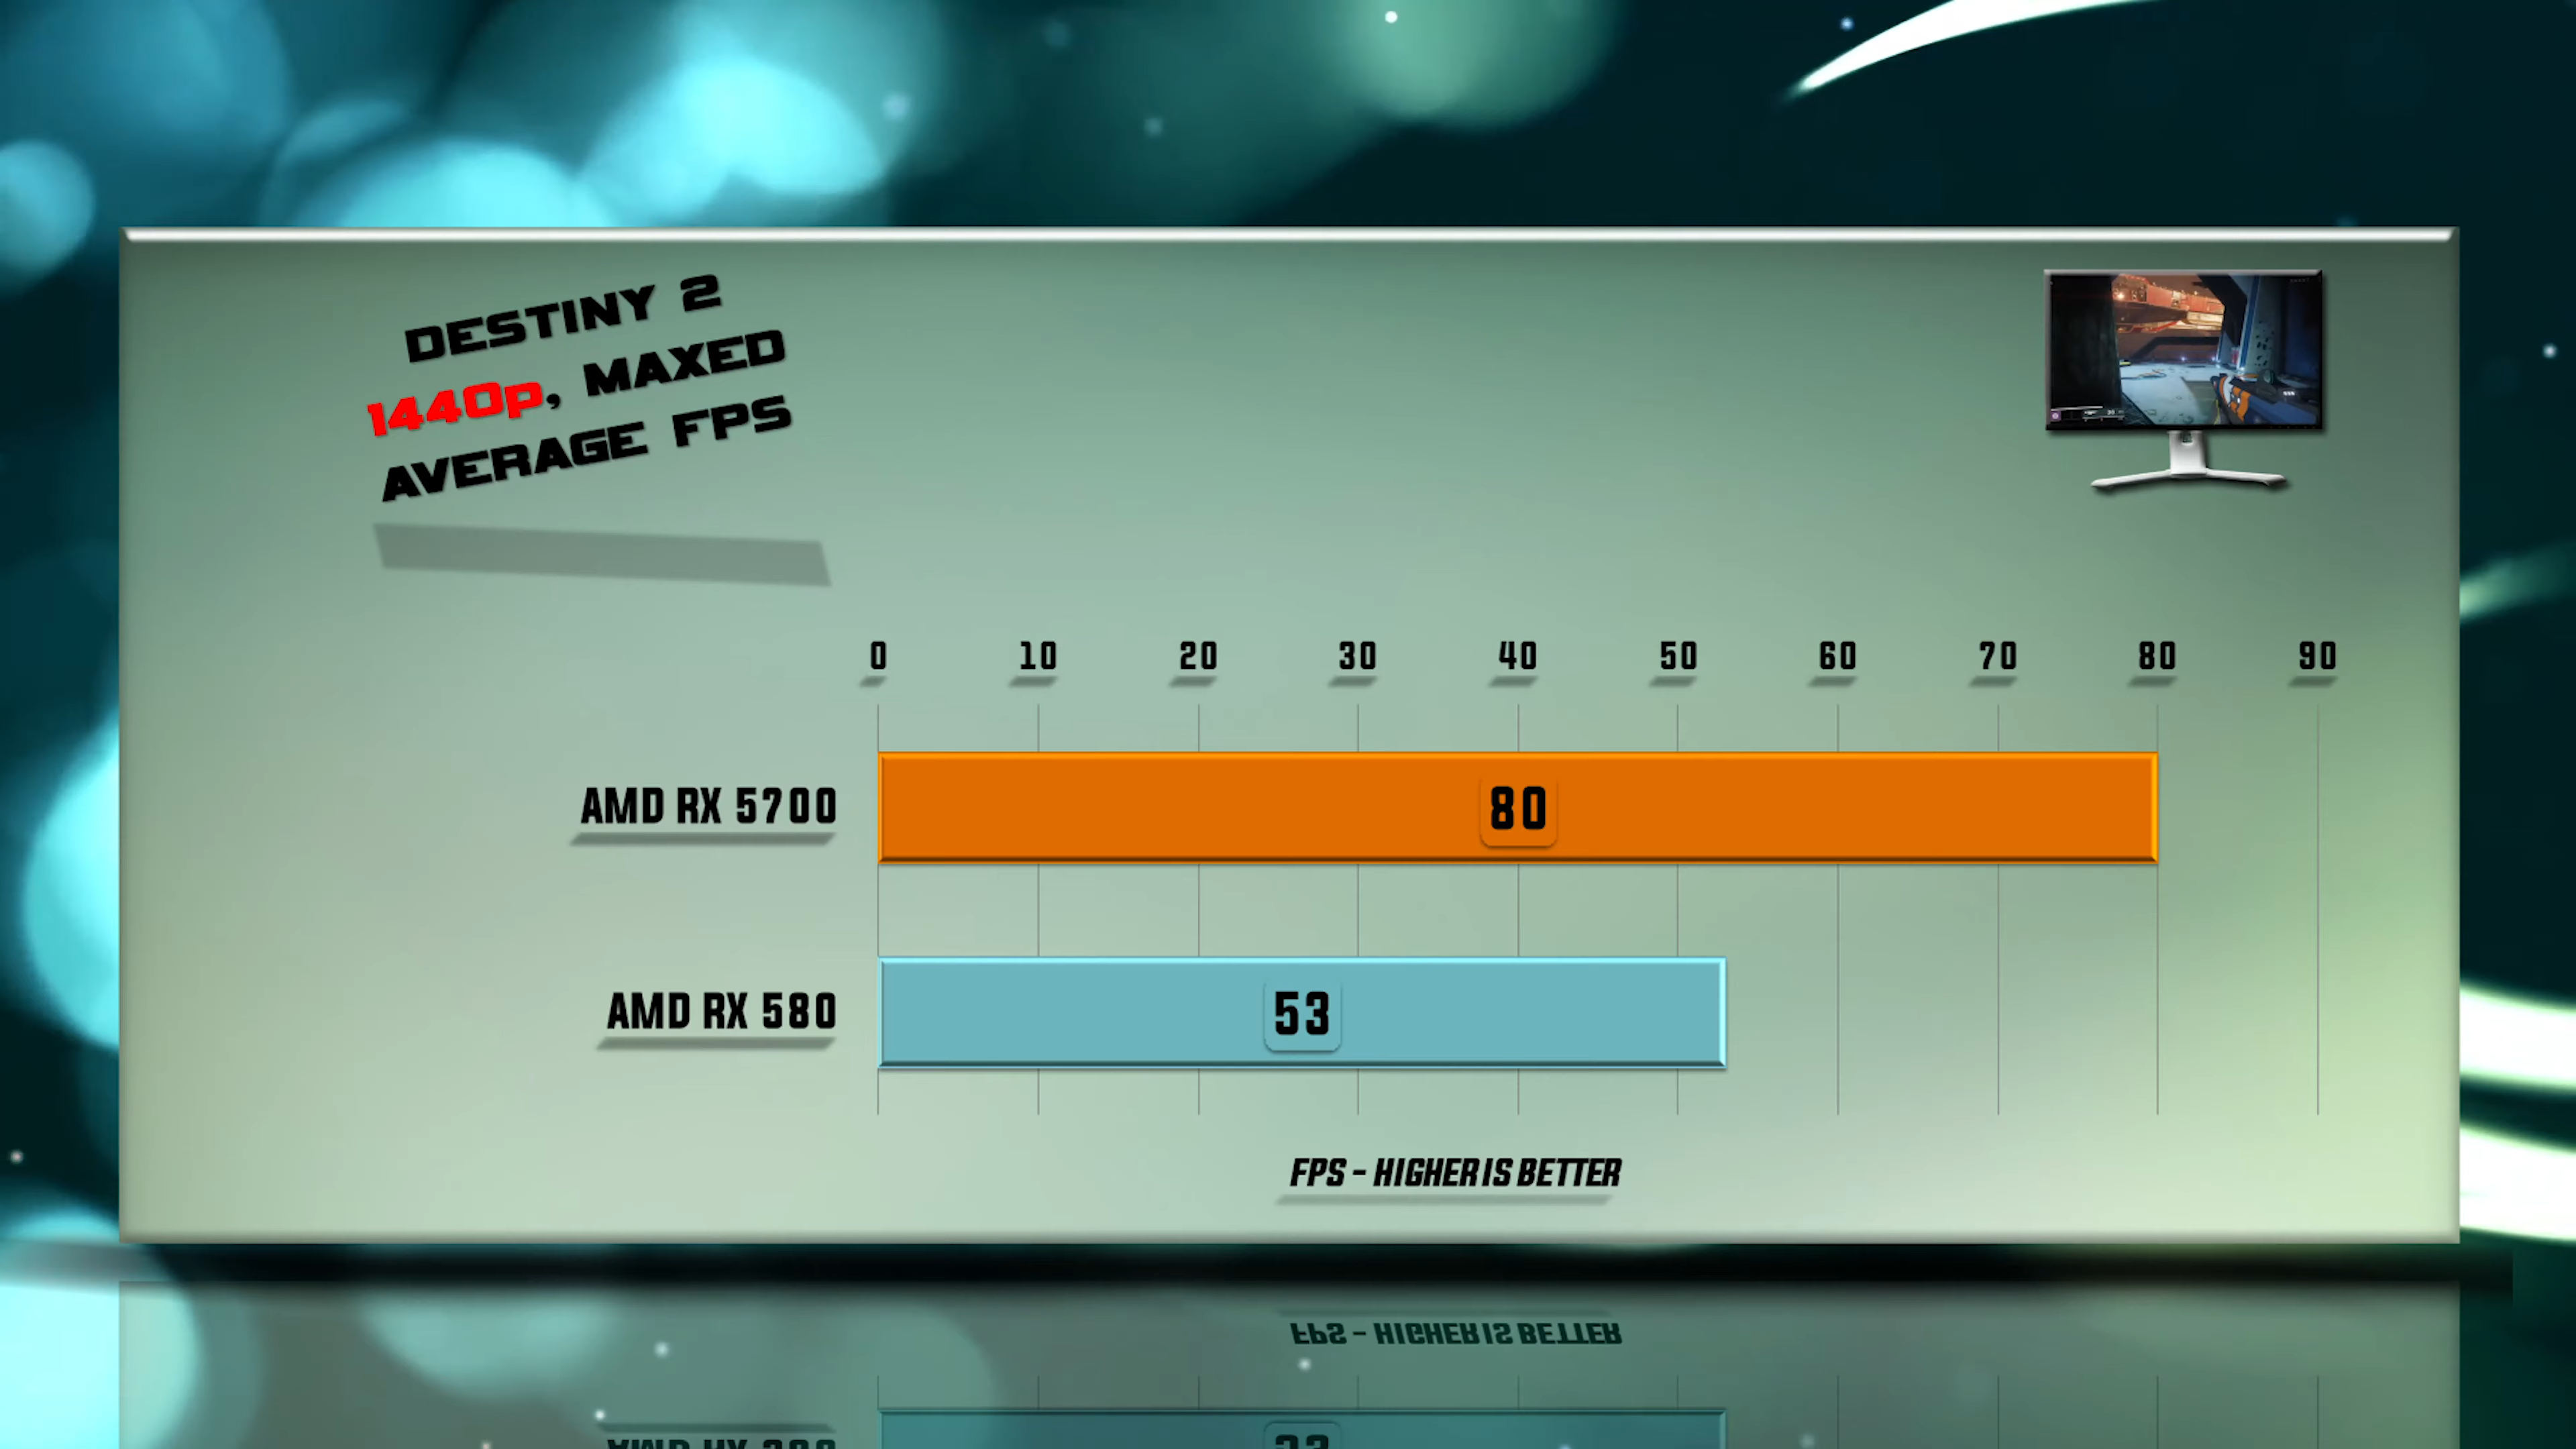 DESTINY 2
1440p, MAXED
AVERAGE FPS
0 10 20 30 40 50 60 70 80 90
AMD RX 5700 80
AMD RX 580 53
FPS - HIGHER IS BETTER